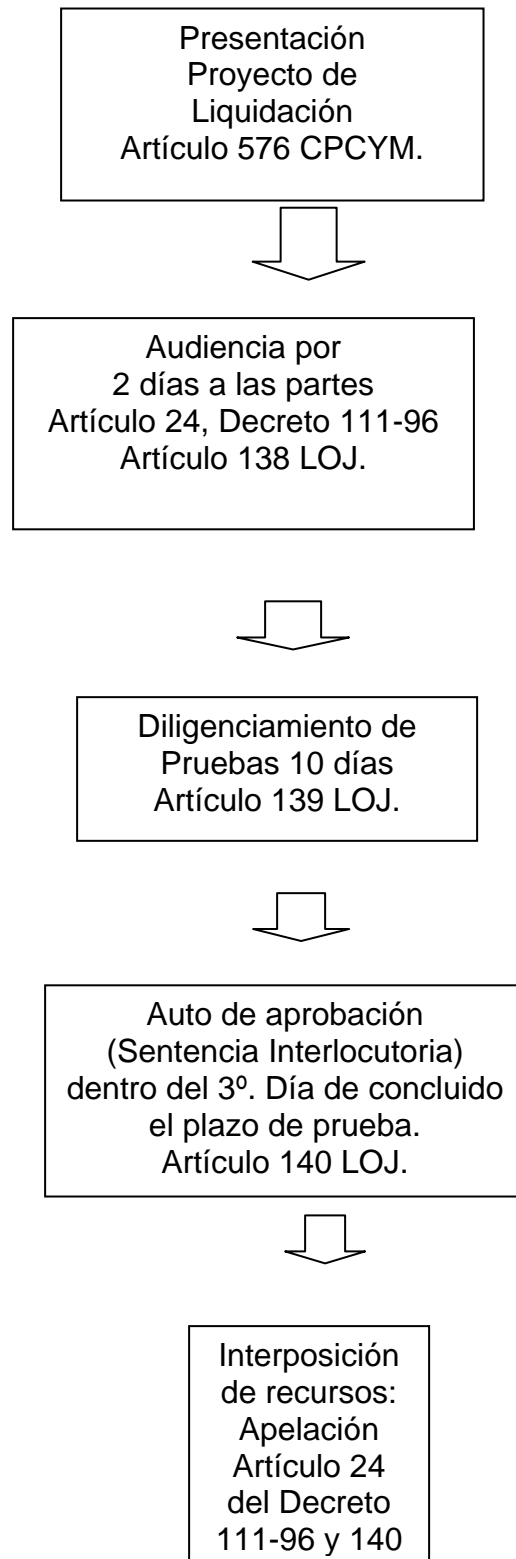 Presentación
Proyecto de
Liquidación
Artículo 576 CPCYM.
Audiencia por
2 días a las partes
Artículo 24, Decreto 111-96
Artículo 138 LOJ.
Diligenciamiento de
Pruebas 10 días
Artículo 139 LOJ.
Auto de aprobación
(Sentencia Interlocutoria)
dentro del 3º. Día de concluido
el plazo de prueba.
Artículo 140 LOJ.
Interposición
de recursos:
Apelación
Artículo 24
del Decreto
111-96 y 140